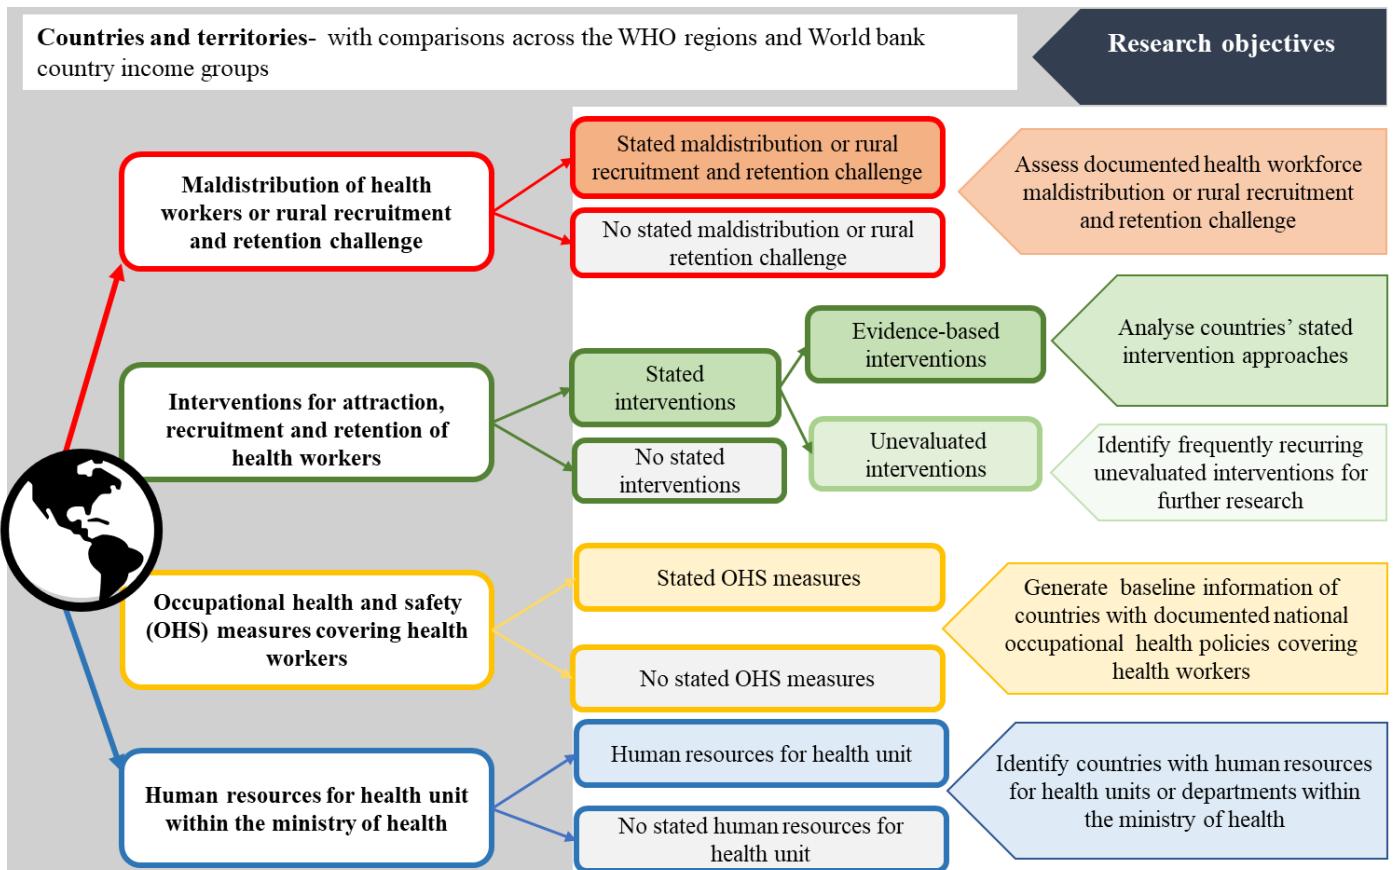 Countries and territories- with comparisons across the WHO regions and World bank
country income groups
Research objectives
Maldistribution of health
workers or rural recruitment
and retention challenge
Stated maldistribution or rural
recruitment and retention challenge
No stated maldistribution or rural
retention challenge
Assess documented health workforce
maldistribution or rural recruitment
and retention challenge
Interventions for attraction,
recruitment and retention of
health workers
Stated
interventions
No stated
interventions
Evidence-based
interventions
Unevaluated
interventions
Analyse countries’ stated
intervention approaches
Identify frequently recurring
unevaluated interventions for
further research
Occupational health and safety
(OHS) measures covering health
workers
Stated OHS measures
No stated OHS measures
Generate baseline information of
countries with documented national
occupational health policies covering
health workers
Human resources for health unit
within the ministry of health
Human resources for health unit
No stated human resources for
health unit
Identify countries with human resources
for health units or departments within
the ministry of health